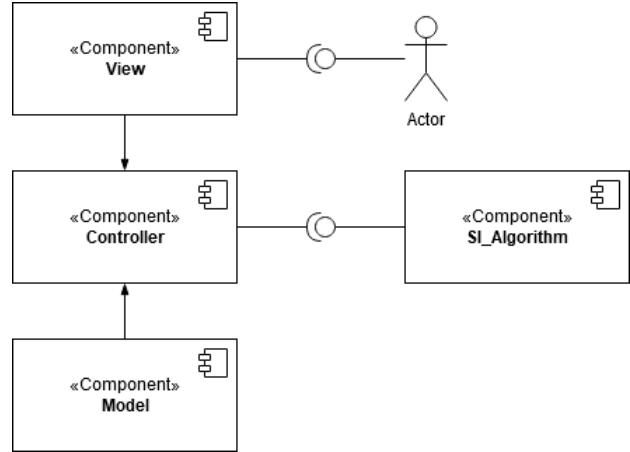 «Component»
View
Actor
«Component»
Controller
«Component»
SI_Algorithm
«Component»
Model